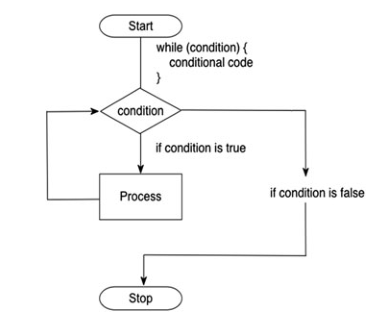 Start
while (condition) {
conditional code
}
condition
if condition is true
Process
if condition is false
Stop